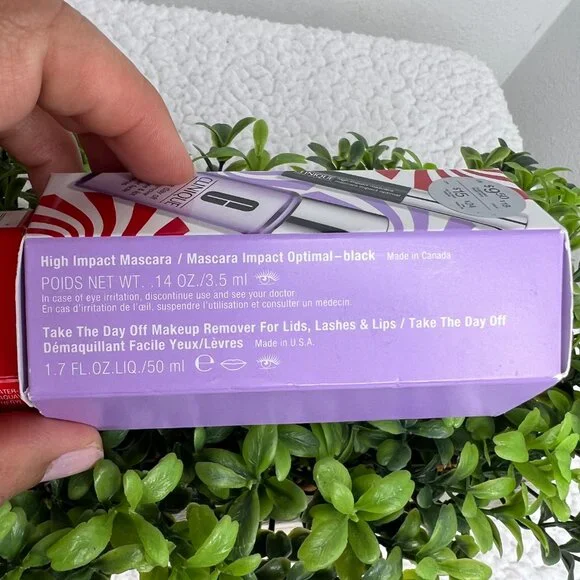 CLINIQUE
CLINIQUE
High Impact Mascara / Mascara Impact Optimal–black Made in Canada
POIDS NET WT. .14 OZ./3.5 ml
In case of eye irritation, discontinue use and see your doctor
En cas d'irritation de l'œil, suspendre l'utilisation et consulter un médecin.
Take The Day Off Makeup Remover For Lids, Lashes & Lips / Take The Day Off
Démaquillant Facile Yeux/Lèvres Made in U.S.A.
1.7 FL.OZ.LIQ./50 ml ℮